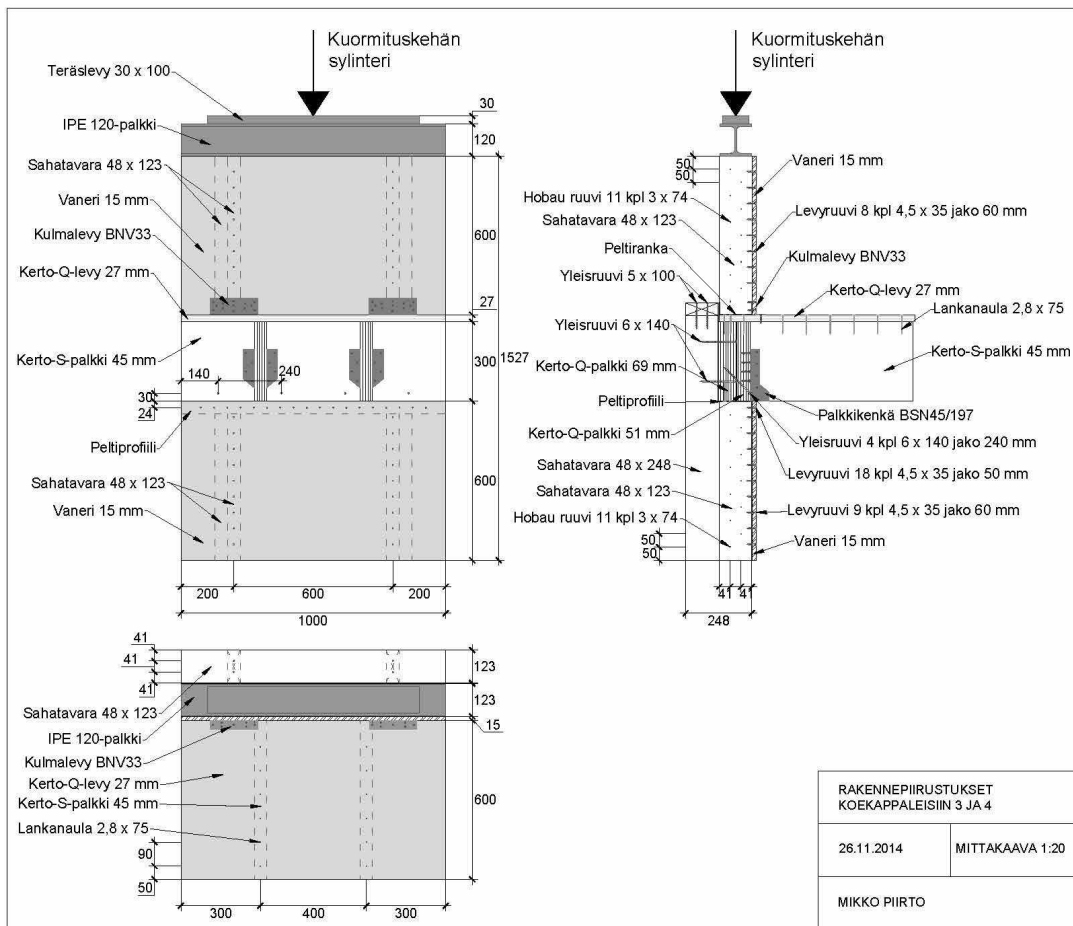 Kuormituskehän
sylinteri
Teräslevy 30 x 100
IPE 120-palkki
Sahatavara 48 x 123
Vaneri 15 mm
Kulmalevy BNV33
Kerto-Q-levy 27 mm
Kerto-S-palkki 45 mm
Peltiprofiili
Sahatavara 48 x 123
Vaneri 15 mm
30
120
600
27
300
1527
600
140
240
30
24
200
600
200
1000
Kuormituskehän
sylinteri
50
50
Hobau ruuvi 11 kpl 3 x 74
Sahatavara 48 x 123
Peltiranka
Yleisruuvi 5 x 100
Yleisruuvi 6 x 140
Kerto-Q-palkki 69 mm
Peltiprofiili
Kerto-Q-palkki 51 mm
Sahatavara 48 x 248
Sahatavara 48 x 123
Hobau ruuvi 11 kpl 3 x 74
50
50
Vaneri 15 mm
Levyruuvi 8 kpl 4,5 x 35 jako 60 mm
Kulmalevy BNV33
Kerto-Q-levy 27 mm
Lankanaula 2,8 x 75
Kerto-S-palkki 45 mm
Palkkikenkä BSN45/197
Yleisruuvi 4 kpl 6 x 140 jako 240 mm
Levyruuvi 18 kpl 4,5 x 35 jako 50 mm
Levyruuvi 9 kpl 4,5 x 35 jako 60 mm
Vaneri 15 mm
41
41
248
41
41
41
Sahatavara 48 x 123
IPE 120-palkki
Kulmalevy BNV33
Kerto-Q-levy 27 mm
Kerto-S-palkki 45 mm
Lankanaula 2,8 x 75
90
50
123
123
15
600
300
400
300
RAKENNEPIIRUSTUKSET
KOEKAPPALEISIIN 3 JA 4
26.11.2014
MITTAKAAVA 1:20
MIKKO PIIRTO